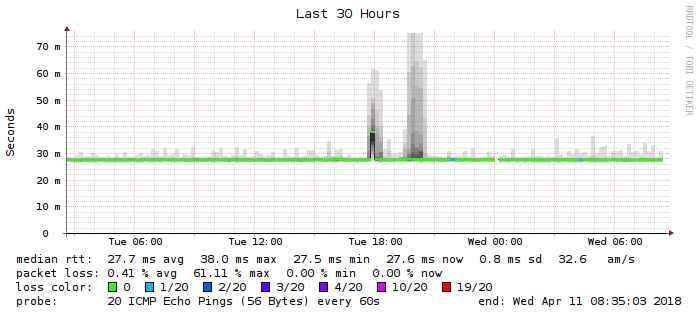 Last 30 Hours
RRDTOOL / TOBI OETIKER
Seconds
70 m
60 m
50 m
40 m
30 m
20 m
10 m
0
Tue 06:00 Tue 12:00 Tue 18:00 Wed 00:00 Wed 06:00
median rtt: 27.7 ms avg 38.0 ms max 27.5 ms min 27.6 ms now 0.8 ms sd 32.6 am/s
packet loss: 0.41 % avg 61.11 % max 0.00 % min 0.00 % now
loss color: 0 1/20 2/20 3/20 4/20 10/20 19/20
probe: 20 ICMP Echo Pings (56 Bytes) every 60s end: Wed Apr 11 08:35:03 2018